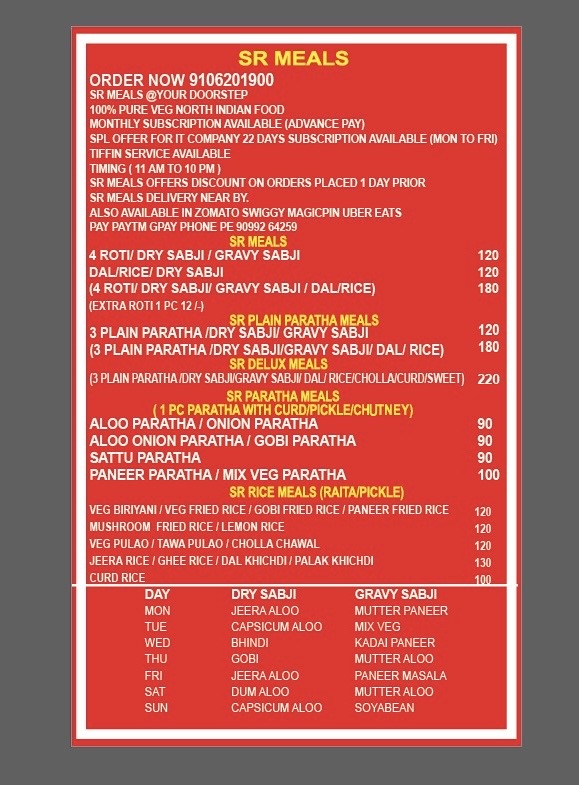 SR MEALS
ORDER NOW 9106201900
SR MEALS @YOUR DOORSTEP
100% PURE VEG NORTH INDIAN FOOD
MONTHLY SUBSCRIPTION AVAILABLE (ADVANCE PAY)
SPL OFFER FOR IT COMPANY 22 DAYS SUBSCRIPTION AVAILABLE (MON TO FRI)
TIFFIN SERVICE AVAILABLE
TIMING ( 11 AM TO 10 PM )
SR MEALS OFFERS DISCOUNT ON ORDERS PLACED 1 DAY PRIOR
SR MEALS DELIVERY NEAR BY.
ALSO AVAILABLE IN ZOMATO SWIGGY MAGICPIN UBER EATS
PAY PAYTM GPAY PHONE PE 90992 64259
SR MEALS
4 ROTI/ DRY SABJI / GRAVY SABJI 120
DAL/RICE/ DRY SABJI 120
(4 ROTI/ DRY SABJI/ GRAVY SABJI / DAL/RICE) 180
(EXTRA ROTI 1 PC 12 /-)
SR PLAIN PARATHA MEALS
3 PLAIN PARATHA /DRY SABJI/ GRAVY SABJI 120
(3 PLAIN PARATHA /DRY SABJI/GRAVY SABJI/ DAL/ RICE) 180
SR DELUX MEALS
(3 PLAIN PARATHA /DRY SABJI/GRAVY SABJI/ DAL/ RICE/CHOLLA/CURD/SWEET) 220
SR PARATHA MEALS
( 1 PC PARATHA WITH CURD/PICKLE/CHUTNEY)
ALOO PARATHA / ONION PARATHA 90
ALOO ONION PARATHA / GOBI PARATHA 90
SATTU PARATHA 90
PANEER PARATHA / MIX VEG PARATHA 100
SR RICE MEALS (RAITA/PICKLE)
VEG BIRIYANI / VEG FRIED RICE / GOBI FRIED RICE / PANEER FRIED RICE 120
MUSHROOM FRIED RICE / LEMON RICE 120
VEG PULAO / TAWA PULAO / CHOLLA CHAWAL 120
JEERA RICE / GHEE RICE / DAL KHICHDI / PALAK KHICHDI 130
CURD RICE 100
DAY DRY SABJI GRAVY SABJI
MON JEERA ALOO MUTTER PANEER
TUE CAPSICUM ALOO MIX VEG
WED BHINDI KADAI PANEER
THU GOBI MUTTER ALOO
FRI JEERA ALOO PANEER MASALA
SAT DUM ALOO MUTTER ALOO
SUN CAPSICUM ALOO SOYABEAN